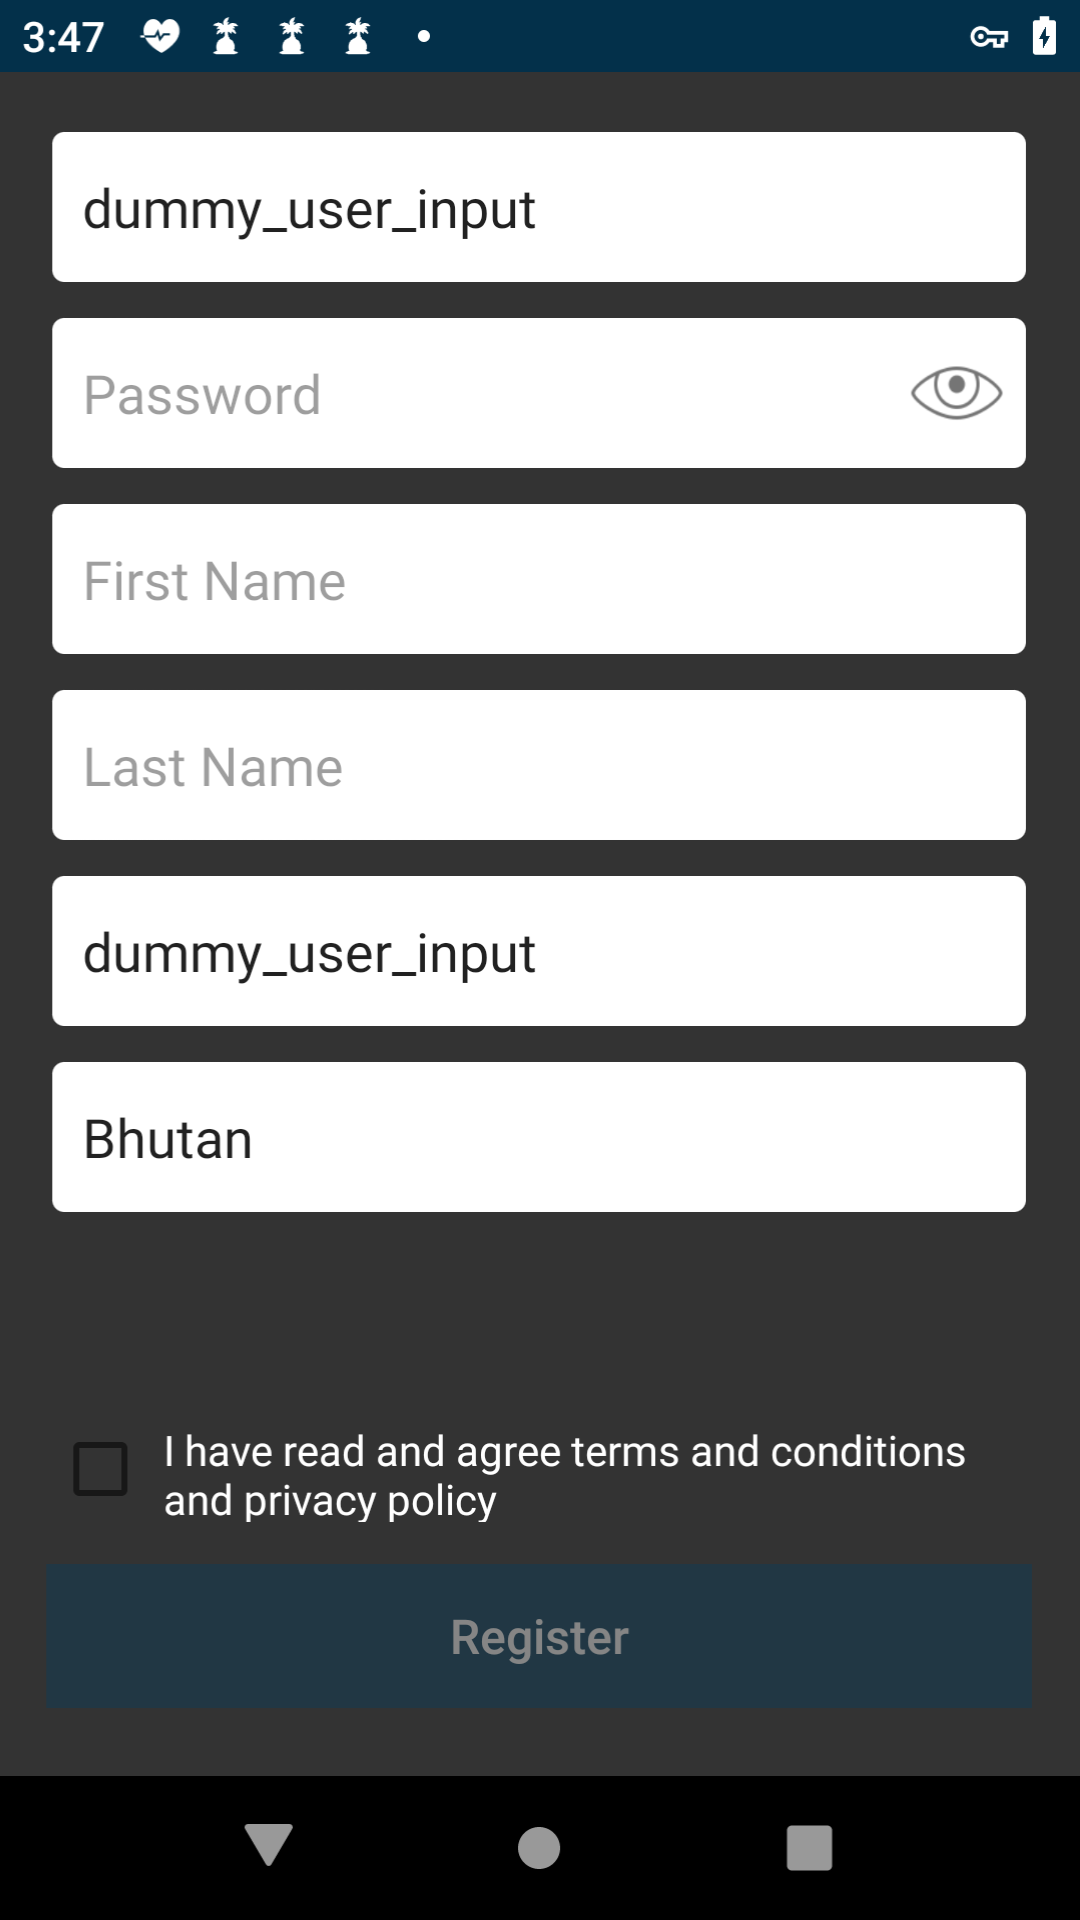 3:47
dummy_user_input
Password
First Name
Last Name
dummy_user_input
Bhutan
I have read and agree terms and conditions
and privacy policy
Register